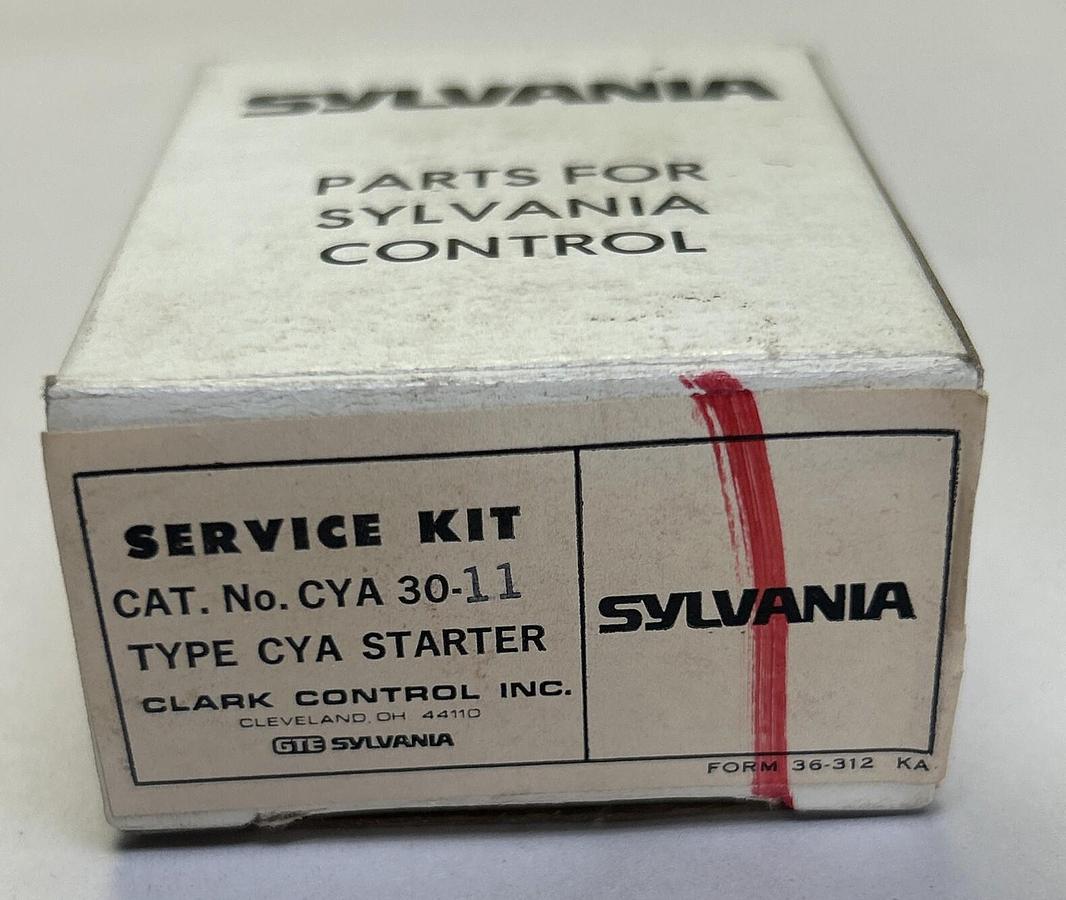 SYLVANIA
PARTS FOR
SYLVANIA
CONTROL
SERVICE KIT
CAT. No. CYA 30-11
TYPE CYA STARTER
CLARK CONTROL INC.
CLEVELAND, OH 44110
GTE SYLVANIA
SYLVANIA
FORM 36-312 KA